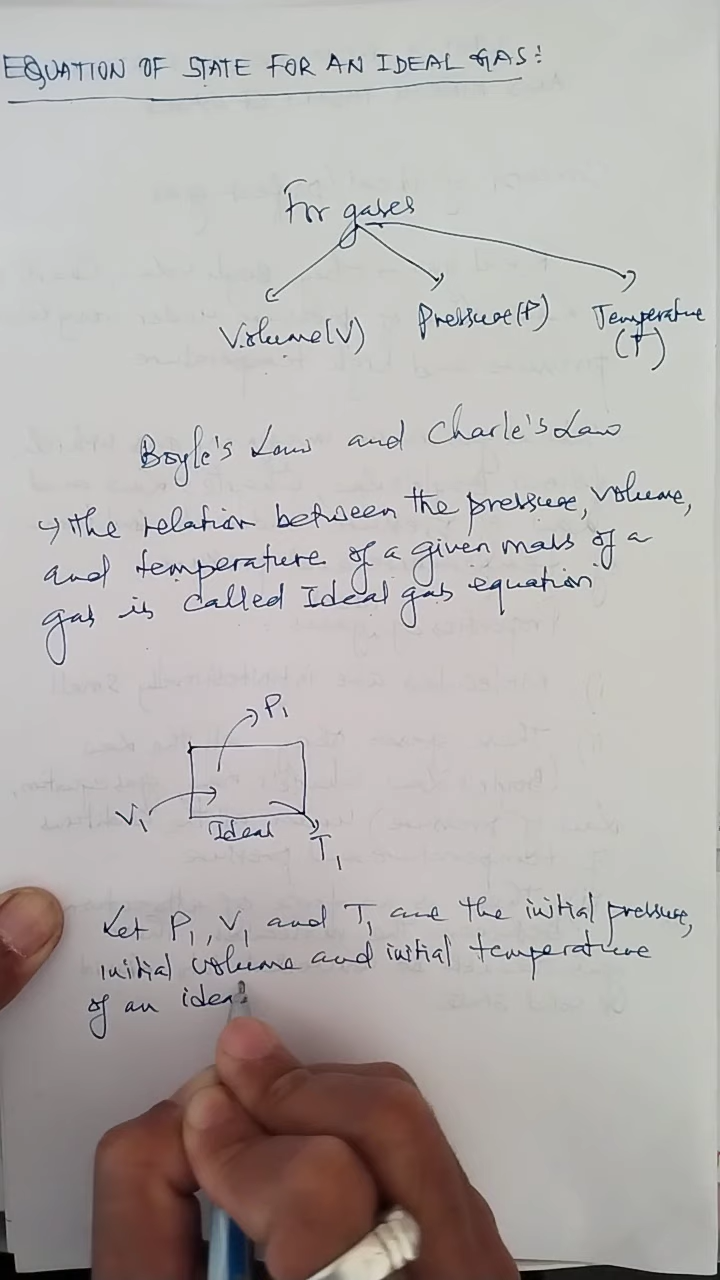 EQUATION OF STATE FOR AN IDEAL GAS:
For gases
Volume(V) Pressure(P) Temperature
(T)
Boyle's Law and Charle's Law
→ The relation between the pressure, volume,
and temperature of a given mass of a
gas is called Ideal gas equation
P₁
V₁
Ideal
T₁
Let P₁, V₁ and T₁ are the initial pressure,
initial volume and initial temperature
of an idea